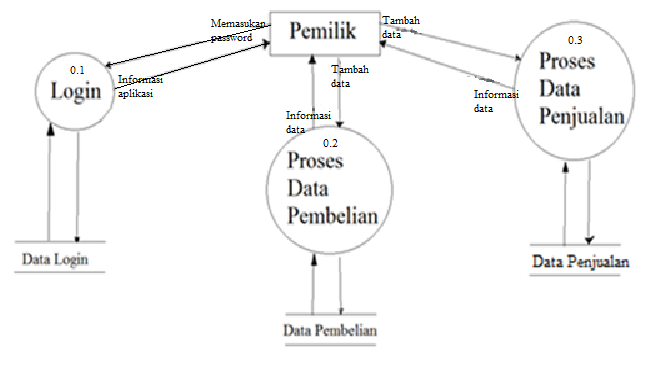 Memasukan
password
Pemilik
Tambah
data
0.1
Login
Informasi
aplikasi
Tambah
data
Informasi
data
0.3
Proses
Data
Penjualan
Informasi
data
0.2
Proses
Data
Pembelian
Data Login
Data Pembelian
Data Penjualan